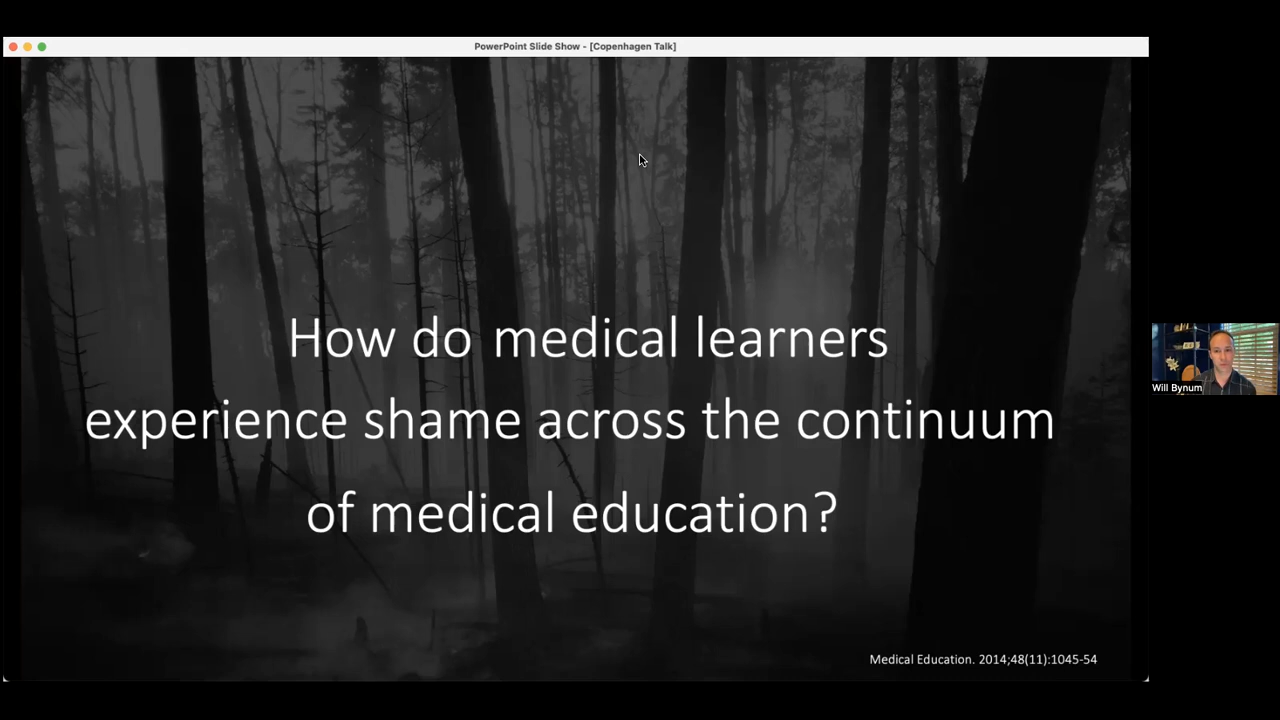 PowerPoint Slide Show - [Copenhagen Talk]
How do medical learners
experience shame across the continuum
of medical education?
Medical Education. 2014;48(11):1045-54
Will Bynum